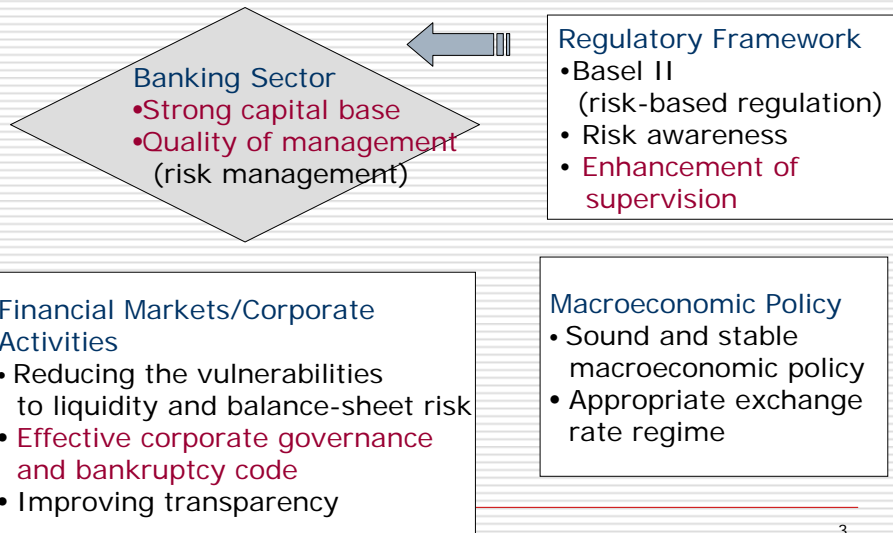 Banking Sector
•Strong capital base
•Quality of management
(risk management)
Regulatory Framework
•Basel II
(risk-based regulation)
• Risk awareness
• Enhancement of
supervision
Financial Markets/Corporate
Activities
• Reducing the vulnerabilities
to liquidity and balance-sheet risk
• Effective corporate governance
and bankruptcy code
• Improving transparency
Macroeconomic Policy
• Sound and stable
macroeconomic policy
• Appropriate exchange
rate regime
3